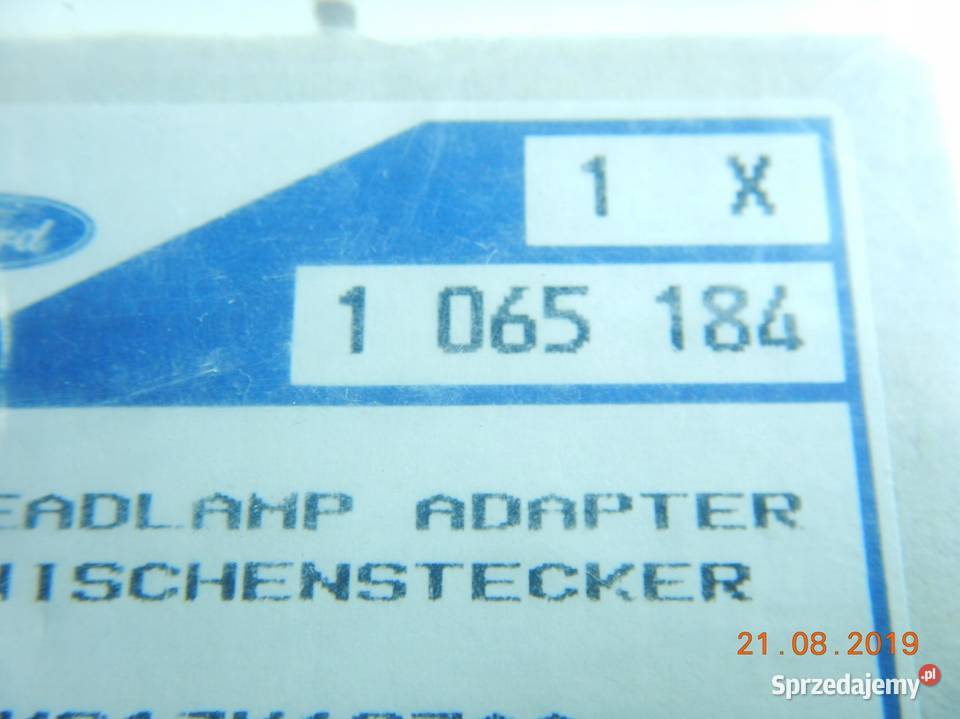 1 X
1 065 184
EADLAMP ADAPTER
ISCHENSTECKER
21.08.2019
Sprzedajemy.pl